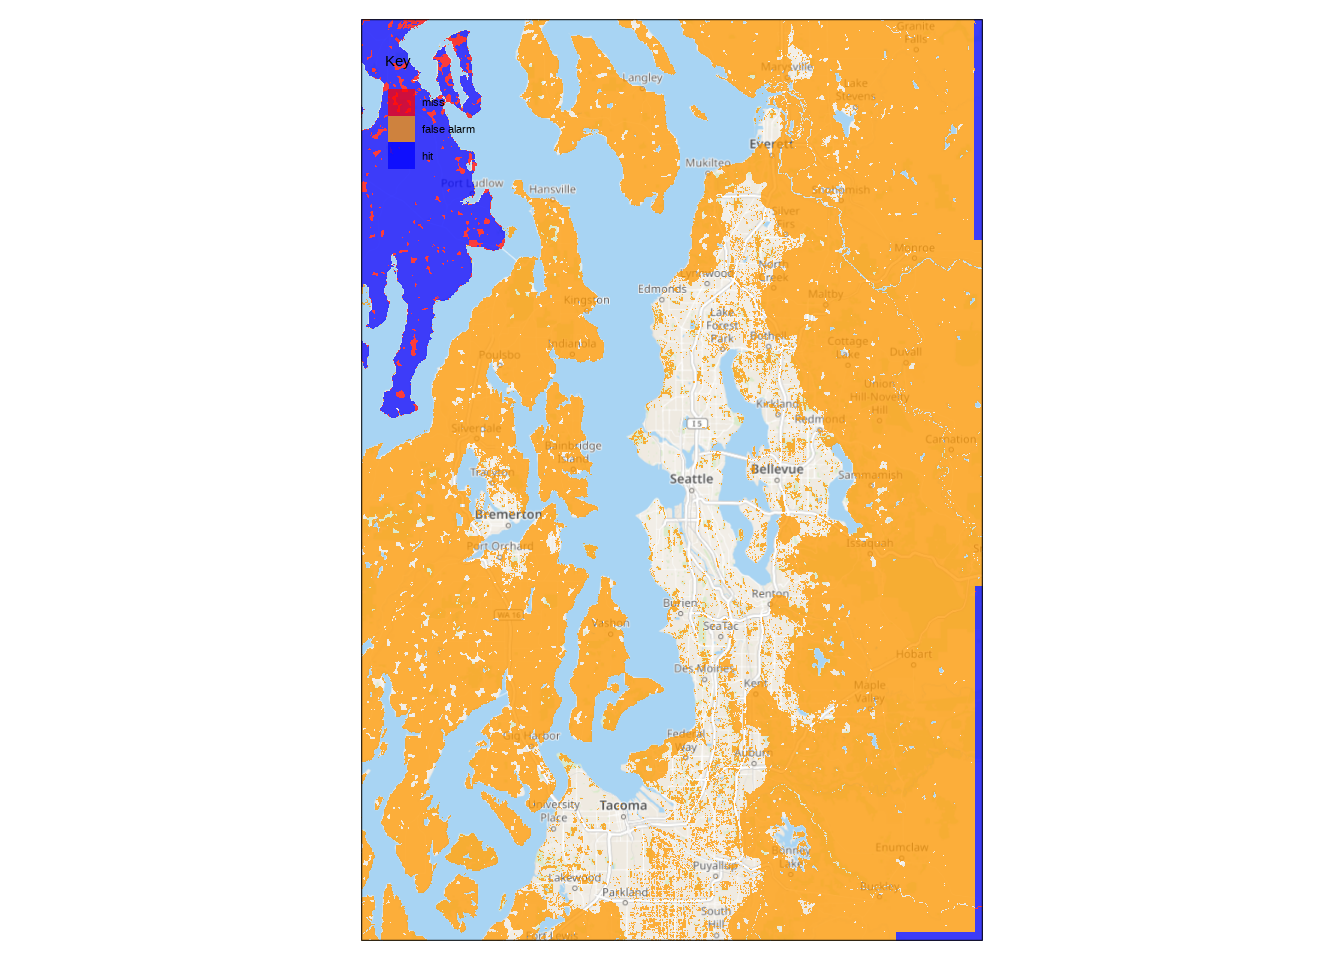 Granite
Falls
Key
Marysville
Langley
Lake
Stevens
miss
false alarm
Everett
hit
Mukilteo
Port Ludlow
Hansville
Snohomish
Silver
Firs
Monroe
North
Creek
Lynnwood
Edmonds
Maltby
Kingston
Lake
Forest
Park
Bothell
Indianola
Cottage
Lake
Duvall
Poulsbo
Union
Hill-Novelty
Hill
Kirkland
Redmond
I 5
Silverdale
Carnation
Bainbridge
Island
Tracyton
Bellevue
Sammamish
Seattle
Bremerton
Port Orchard
Issaquah
Renton
Burien
WA 16
Vashon
SeaTac
Hobart
Des Moines
Kent
Maple
Valley
Gig Harbor
Federal
Way
Auburn
University
Place
Tacoma
Bonney
Lake
Enumclaw
Puyallup
Lakewood
Parkland
Buckley
South
Hill
Fort Lewis